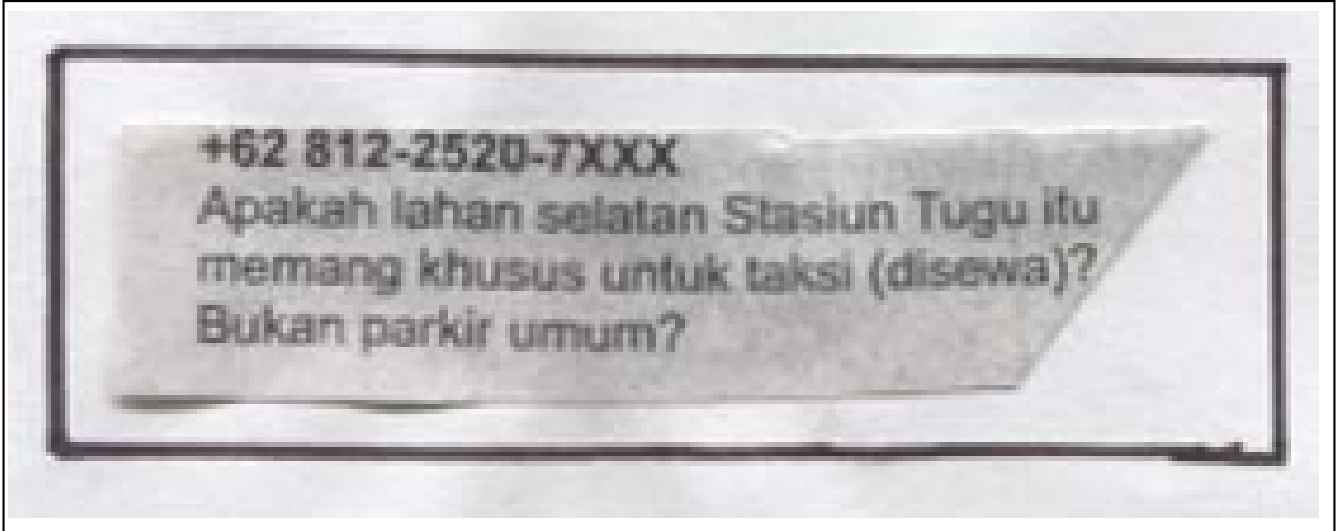 +62 812-2520-7XXX
Apakah lahan selatan Stasiun Tugu itu
memang khusus untuk taksi (disewa)?
Bukan parkir umum?